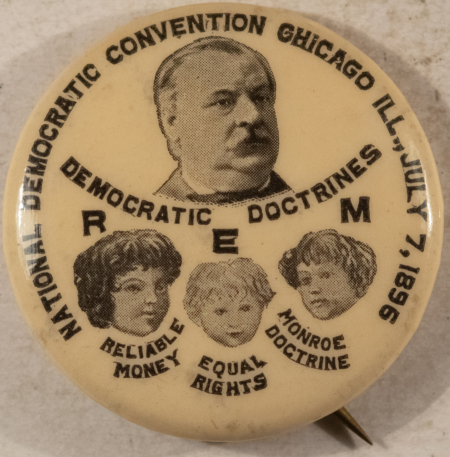 NATIONAL DEMOCRATIC CONVENTION CHICAGO ILL., JULY 7, 1896
DEMOCRATIC DOCTRINES
R E M
RELIABLE
MONEY
EQUAL
RIGHTS
MONROE
DOCTRINE